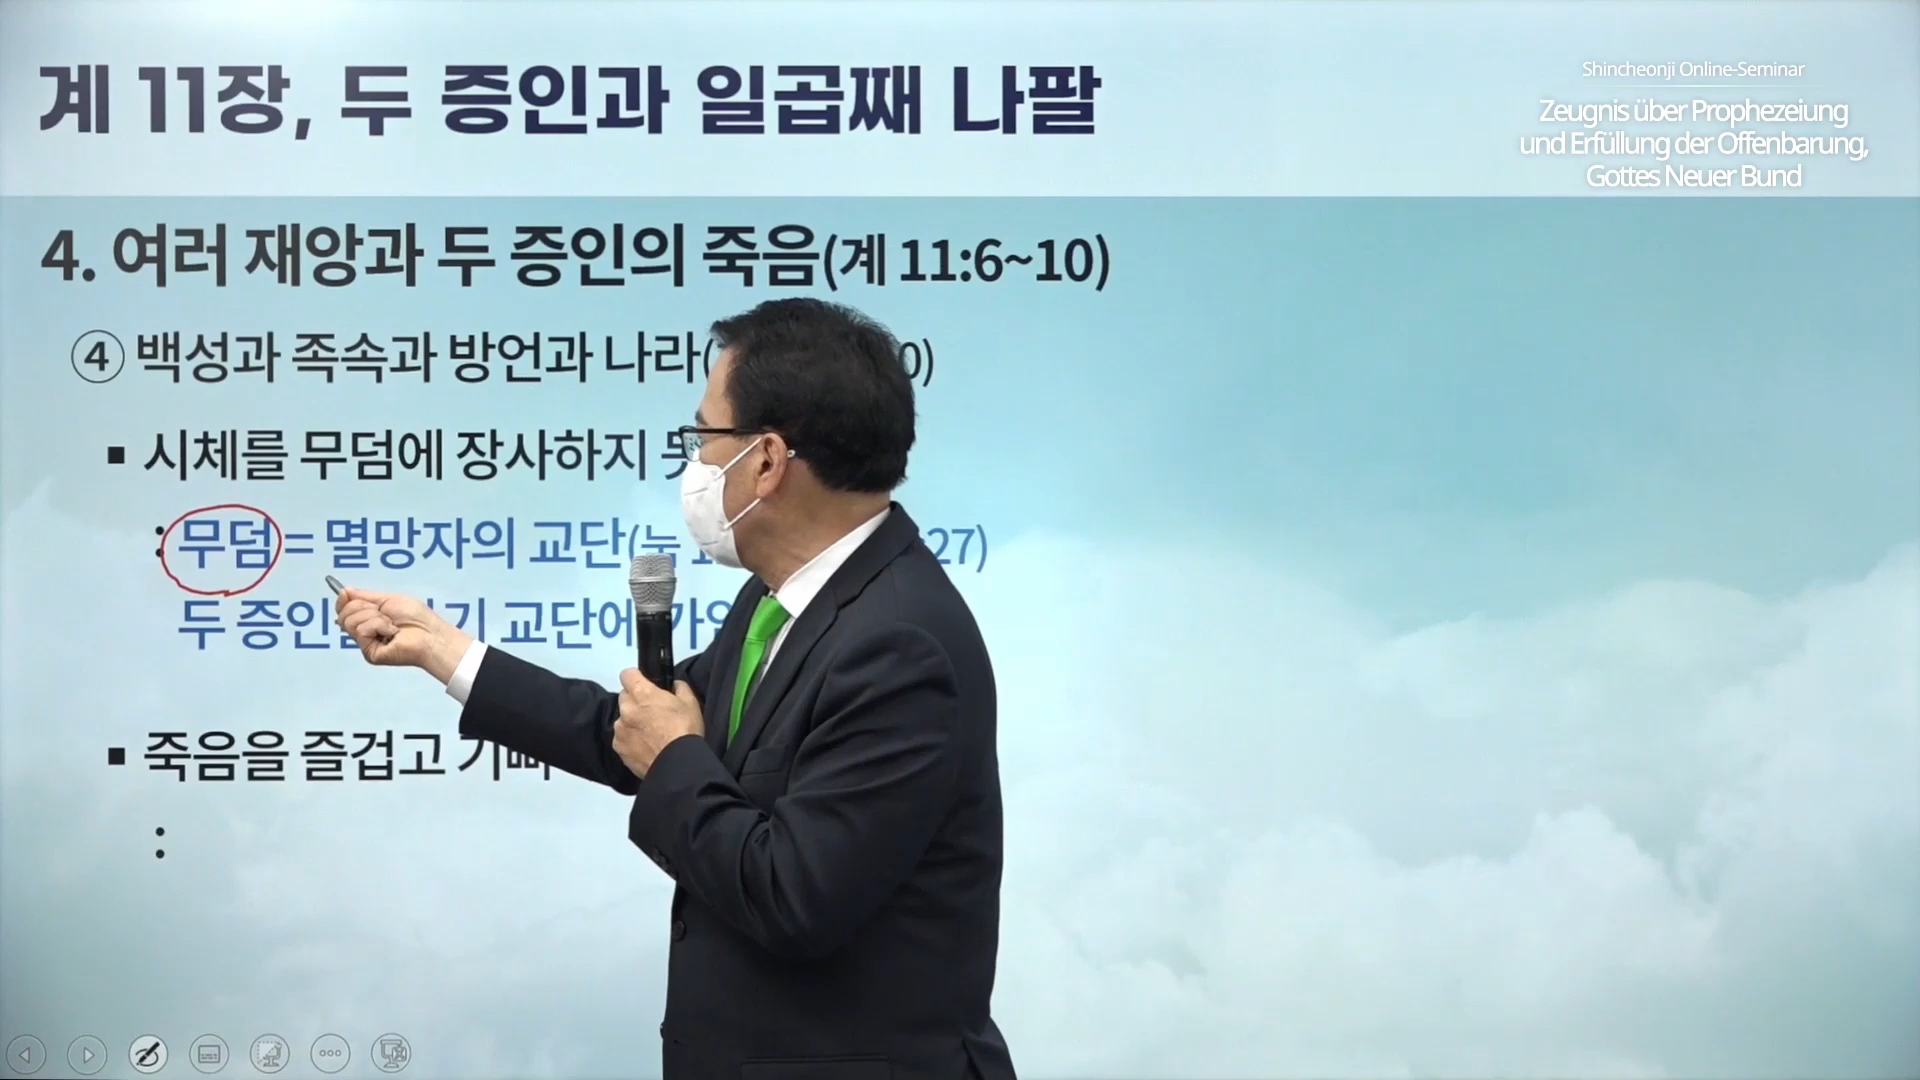 계 11장, 두 증인과 일곱째 나팔
Shincheonji Online-Seminar
Zeugnis über Prophezeiung
und Erfüllung der Offenbarung,
Gottes Neuer Bund
4. 여러 재앙과 두 증인의 죽음(계 11:6~10)
④ 백성과 족속과 방언과 나라(
▪ 시체를 무덤에 장사하지
: 무덤 = 멸망자의 교단(눅 27)
두 증인 교단에
▪ 죽음을 즐겁고
: